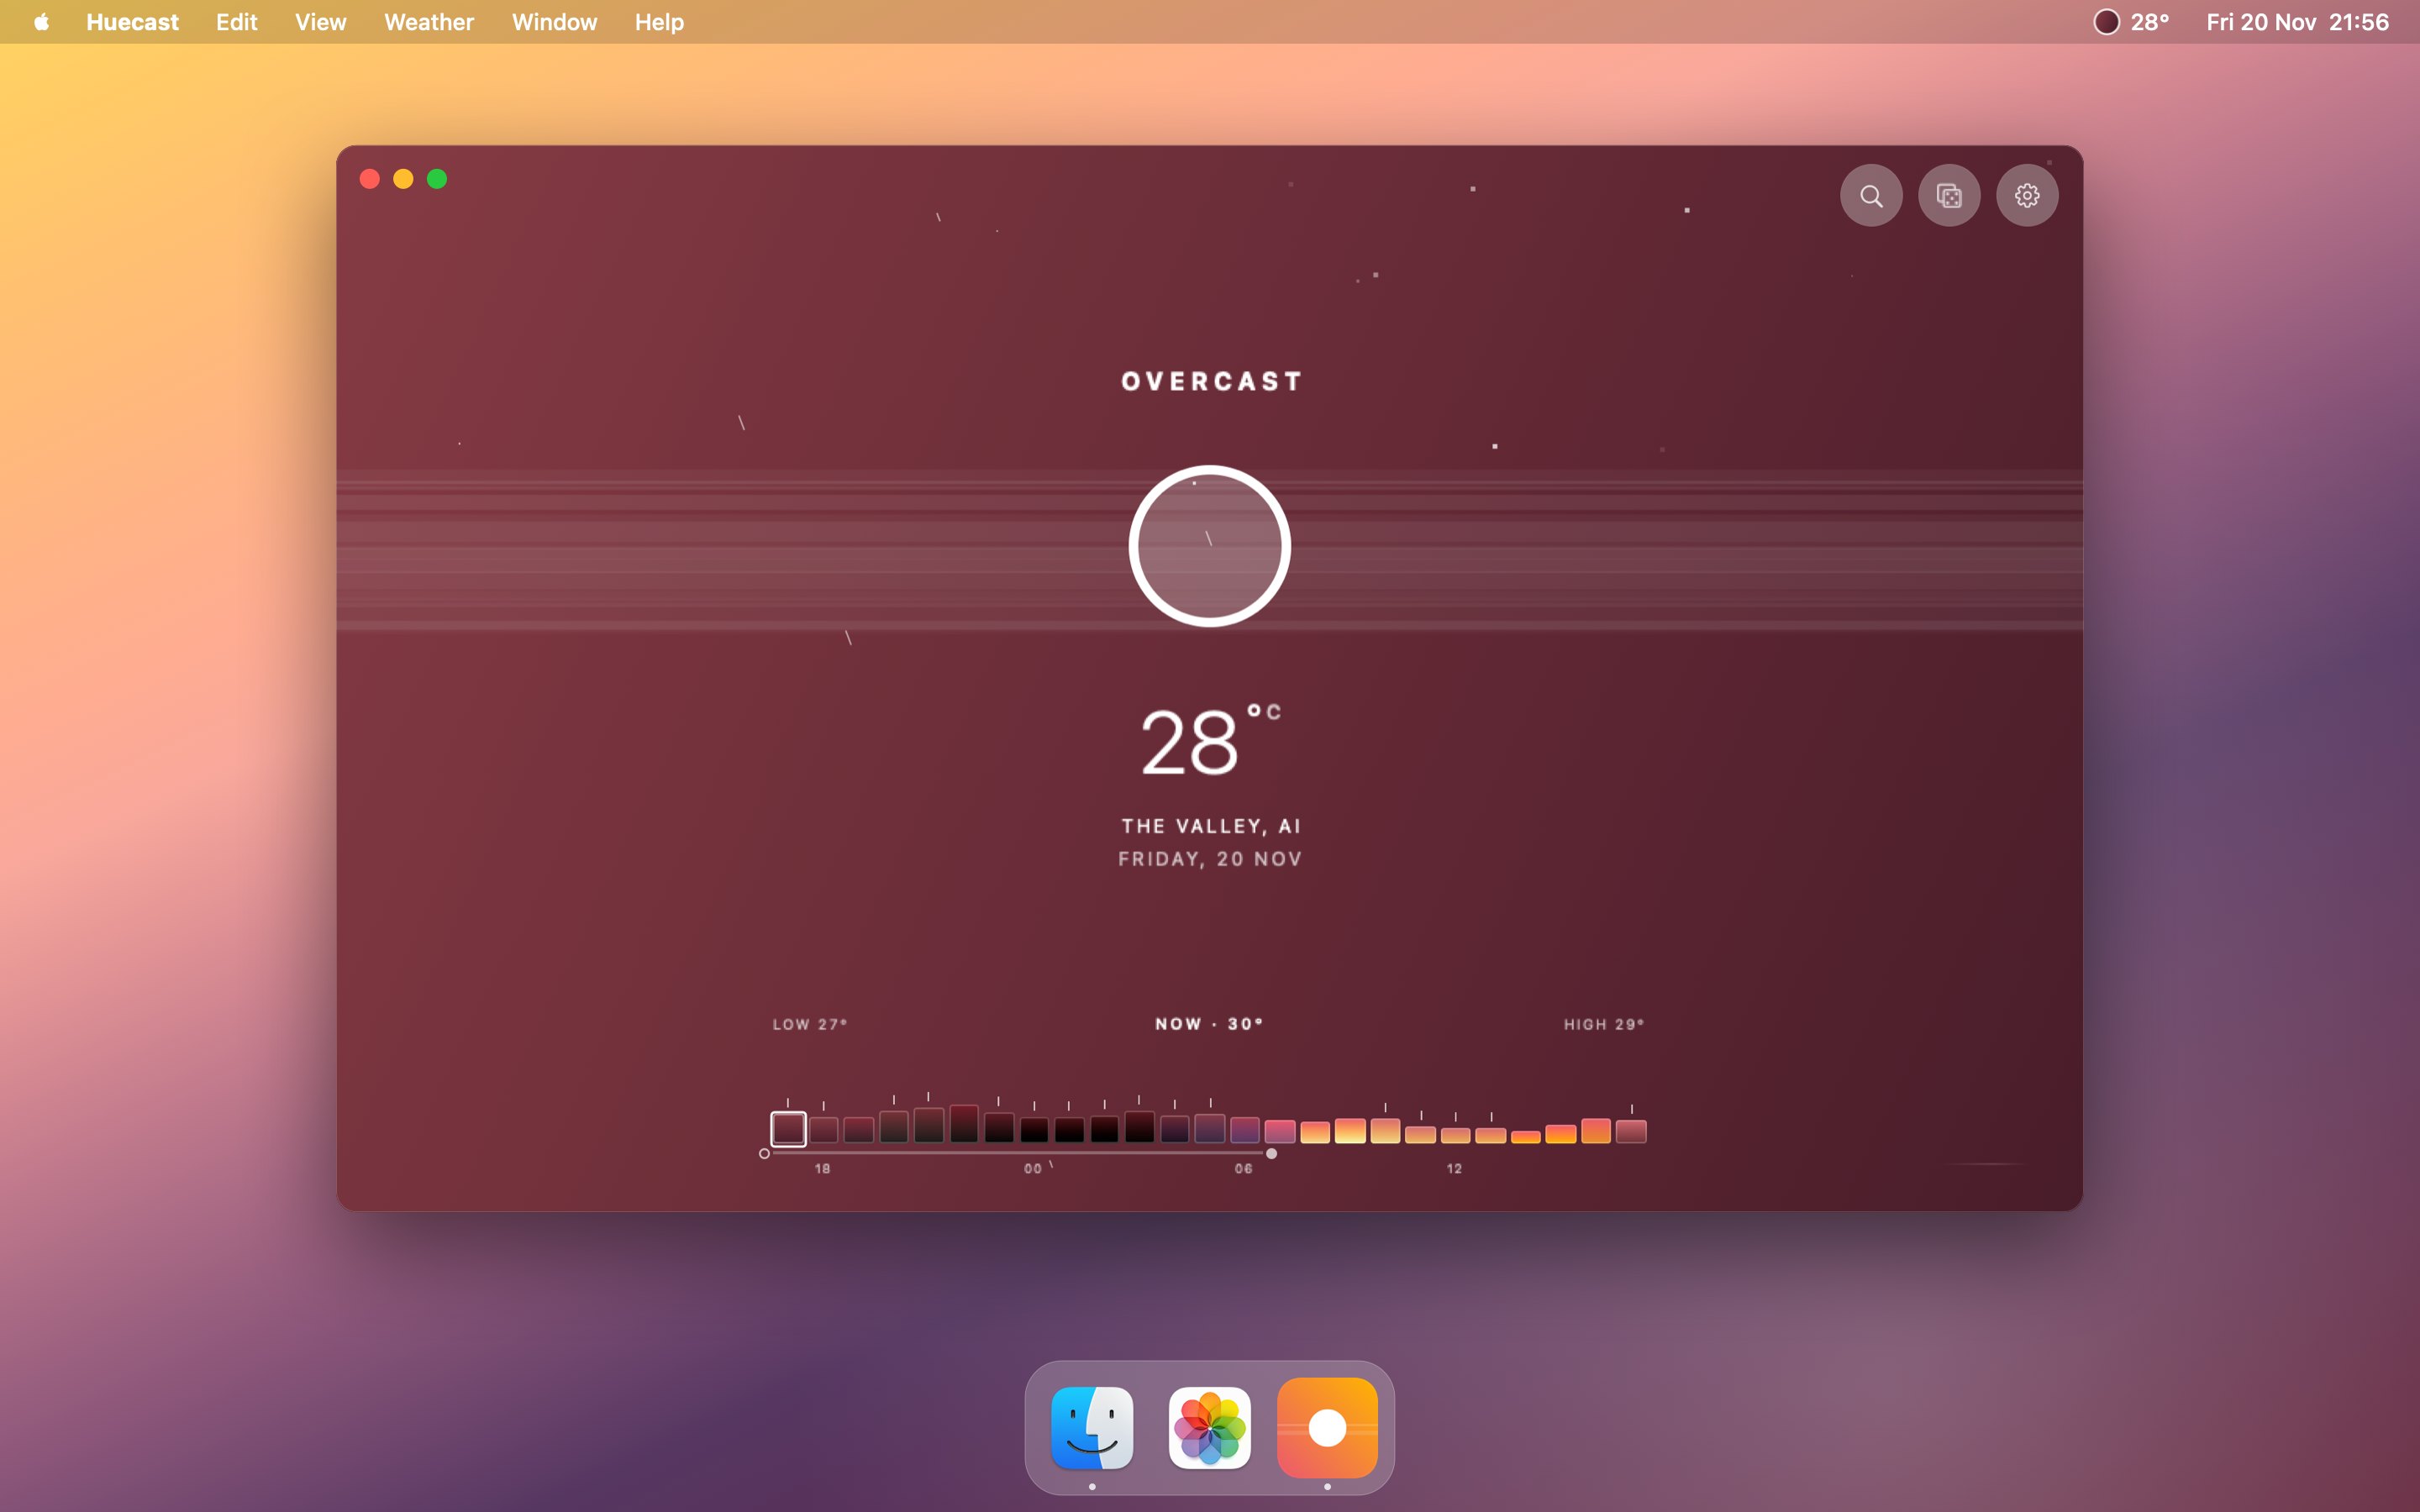 Huecast Edit View Weather Window Help 28° Fri 20 Nov 21:56
OVERCAST
28°C
THE VALLEY, AI
FRIDAY, 20 NOV
LOW 27° NOW · 30° HIGH 29°
18 00 06 12